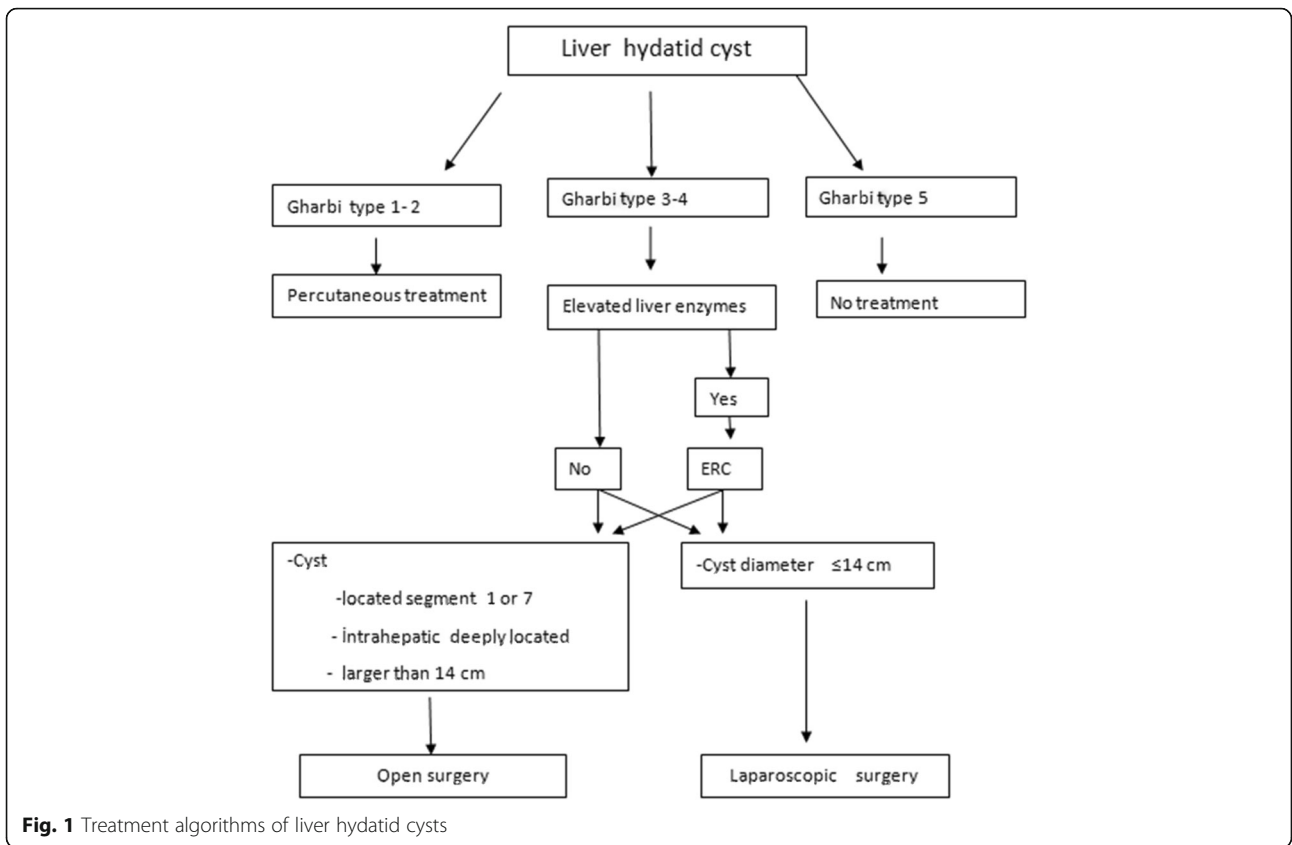 Liver hydatid cyst
Gharbi type 1-2
Gharbi type 3-4
Gharbi type 5
Percutaneous treatment
Elevated liver enzymes
No treatment
Yes
No
ERC
-Cyst
-located segment 1 or 7
- İntrahepatic deeply located
- larger than 14 cm
-Cyst diameter ≤14 cm
Open surgery
Laparoscopic surgery
Fig. 1 Treatment algorithms of liver hydatid cysts